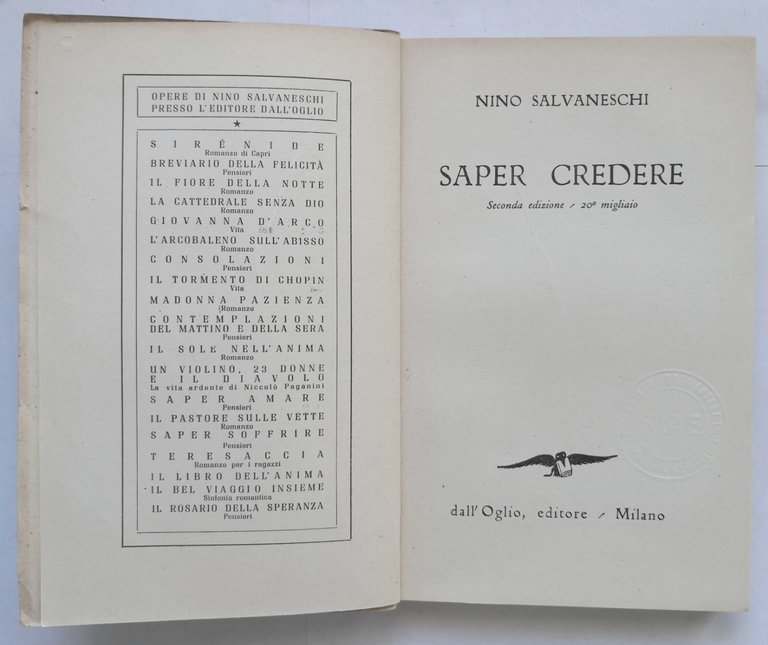 OPERE DI NINO SALVANESCHI
PRESSO L'EDITORE DALL'OGLIO
SIRÉNIDE
Romanzo di Capri
BREVIARIO DELLA FELICITÀ
Pensieri
IL FIORE DELLA NOTTE
Romanzo
LA CATTEDRALE SENZA DIO
Romanzo
GIOVANNA D'ARCO
Vita
L'ARCOBALENO SULL'ABISSO
Romanzo
CONSOLAZIONI
Pensieri
IL TORMENTO DI CHOPIN
Vita
MADONNA PAZIENZA
Romanzo
CONTEMPLAZIONI
DEL MATTINO E DELLA SERA
Pensieri
IL SOLE NELL'ANIMA
Romanzo
UN VIOLINO, 23 DONNE
E IL DIAVOLO
La vita ardente di Niccolò Paganini
SAPER AMARE
Pensieri
IL PASTORE SULLE VETTE
Romanzo
SAPER SOFFRIRE
Pensieri
TERESACCIA
Romanzo per i ragazzi
IL LIBRO DELL'ANIMA
IL BEL VIAGGIO INSIEME
Sinfonia romantica
IL ROSARIO DELLA SPERANZA
Pensieri
NINO SALVANESCHI
SAPER CREDERE
Seconda edizione / 20º migliaio
dall'Oglio, editore / Milano